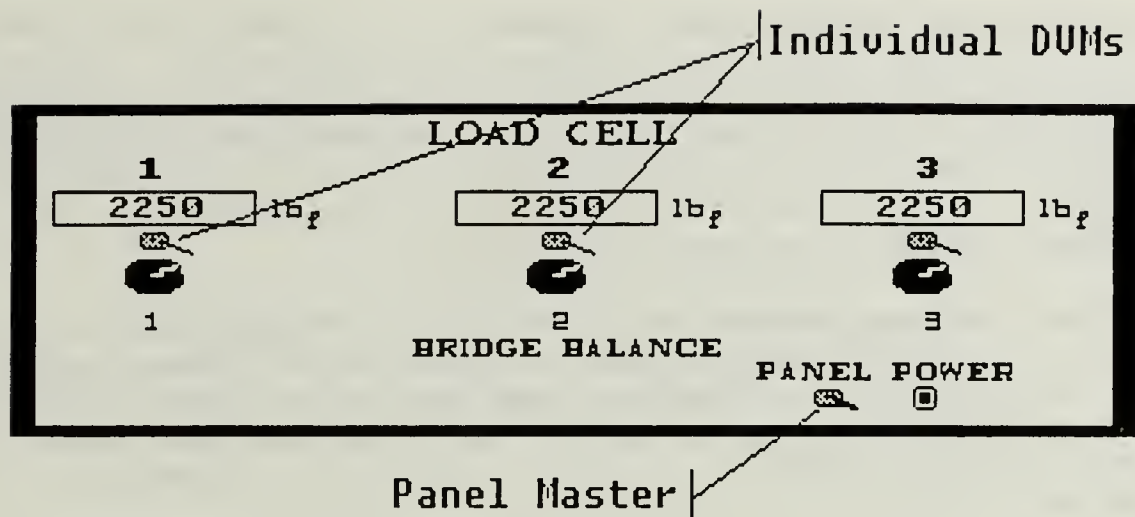 Individual DVMs
LOAD CELL
1 2 3
2250 lbf 2250 lbf 2250 lbf
1 2 3
BRIDGE BALANCE
PANEL POWER
Panel Master